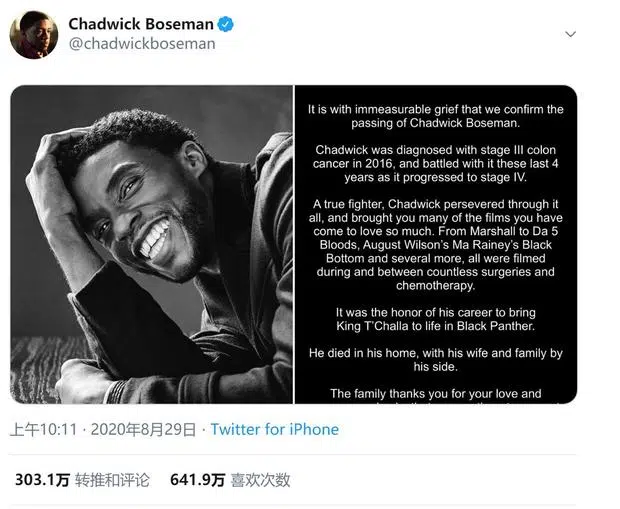 Chadwick Boseman
@chadwickboseman
It is with immeasurable grief that we confirm the
passing of Chadwick Boseman.
Chadwick was diagnosed with stage III colon
cancer in 2016, and battled with it these last 4
years as it progressed to stage IV.
A true fighter, Chadwick persevered through it
all, and brought you many of the films you have
come to love so much. From Marshall to Da 5
Bloods, August Wilson's Ma Rainey's Black
Bottom and several more, all were filmed
during and between countless surgeries and
chemotherapy.
It was the honor of his career to bring
King T'Challa to life in Black Panther.
He died in his home, with his wife and family by
his side.
The family thanks you for your love and
上午10:11 · 2020年8月29日 · Twitter for iPhone
303.1万 转推和评论 641.9万 喜欢次数